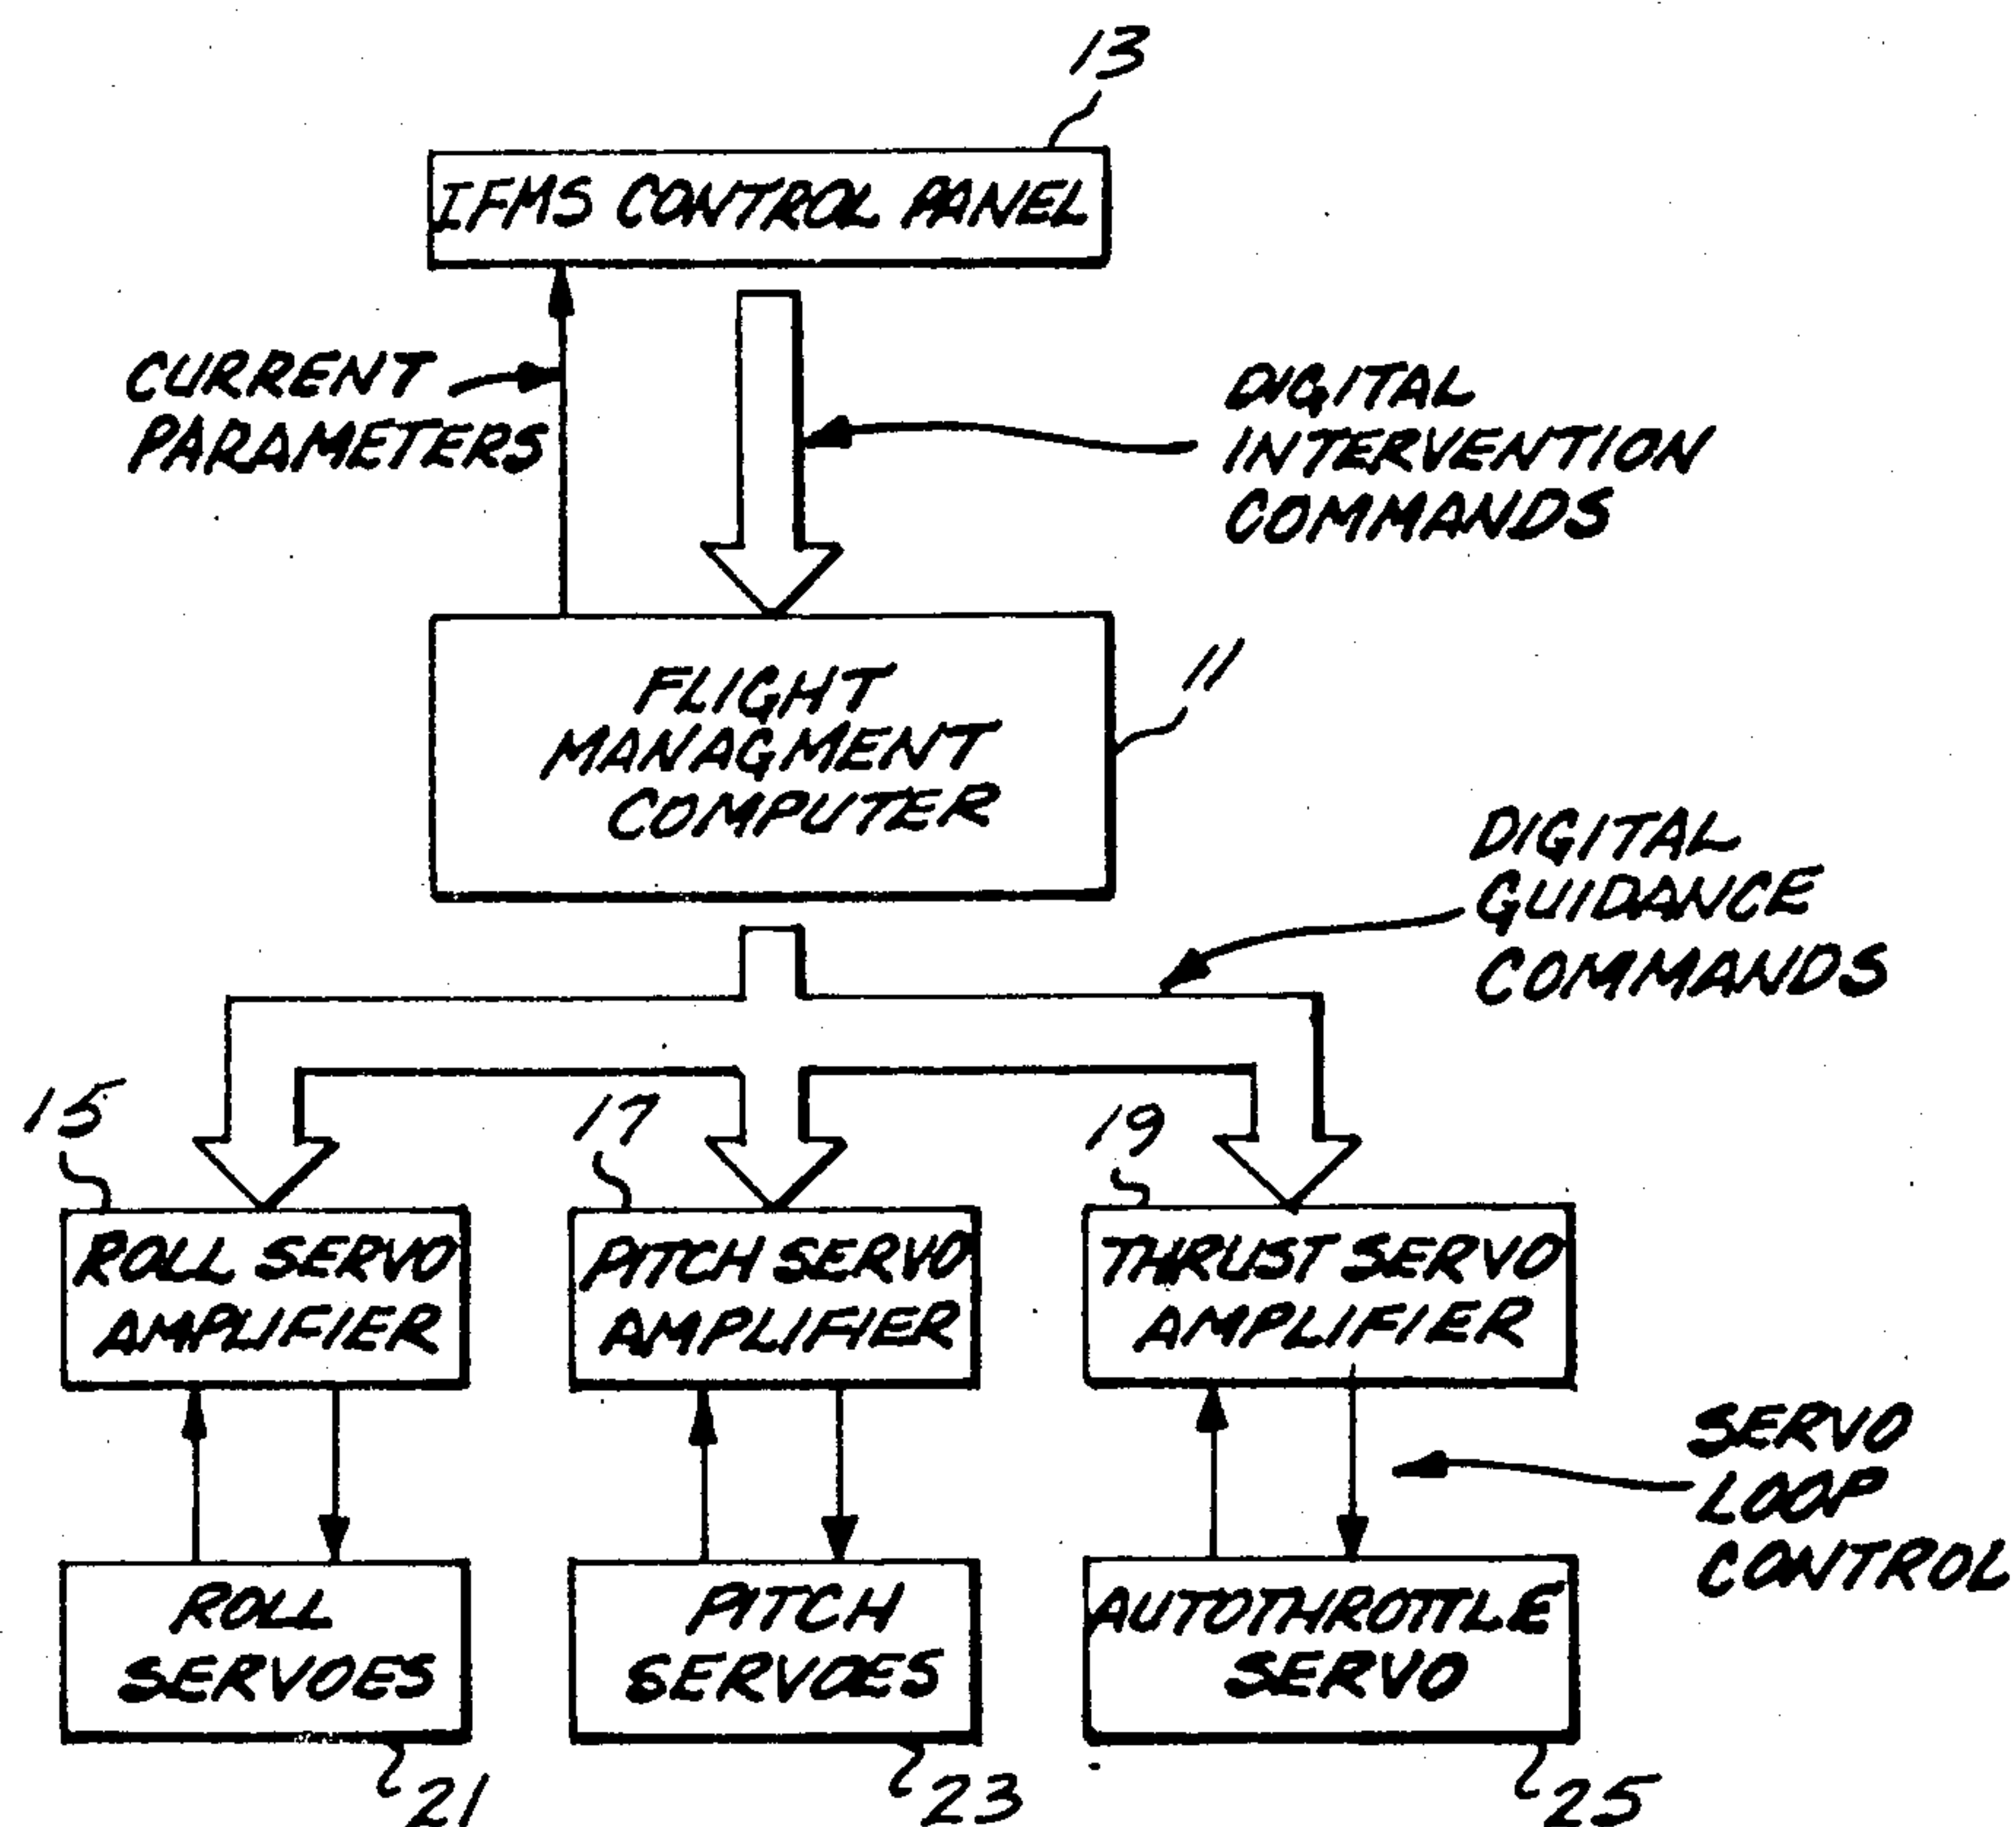 13
IFMS CONTROL PANEL
CURRENT
PARAMETERS
DIGITAL
INTERVENTION
COMMANDS
FLIGHT
MANAGMENT
COMPUTER
11
DIGITAL
GUIDANCE
COMMANDS
15
17
19
ROLL SERVO
AMPLIFIER
PITCH SERVO
AMPLIFIER
THRUST SERVO
AMPLIFIER
SERVO
LOOP
CONTROL
ROLL
SERVOES
PITCH
SERVOES
AUTOTHROTTLE
SERVO
21
23
25